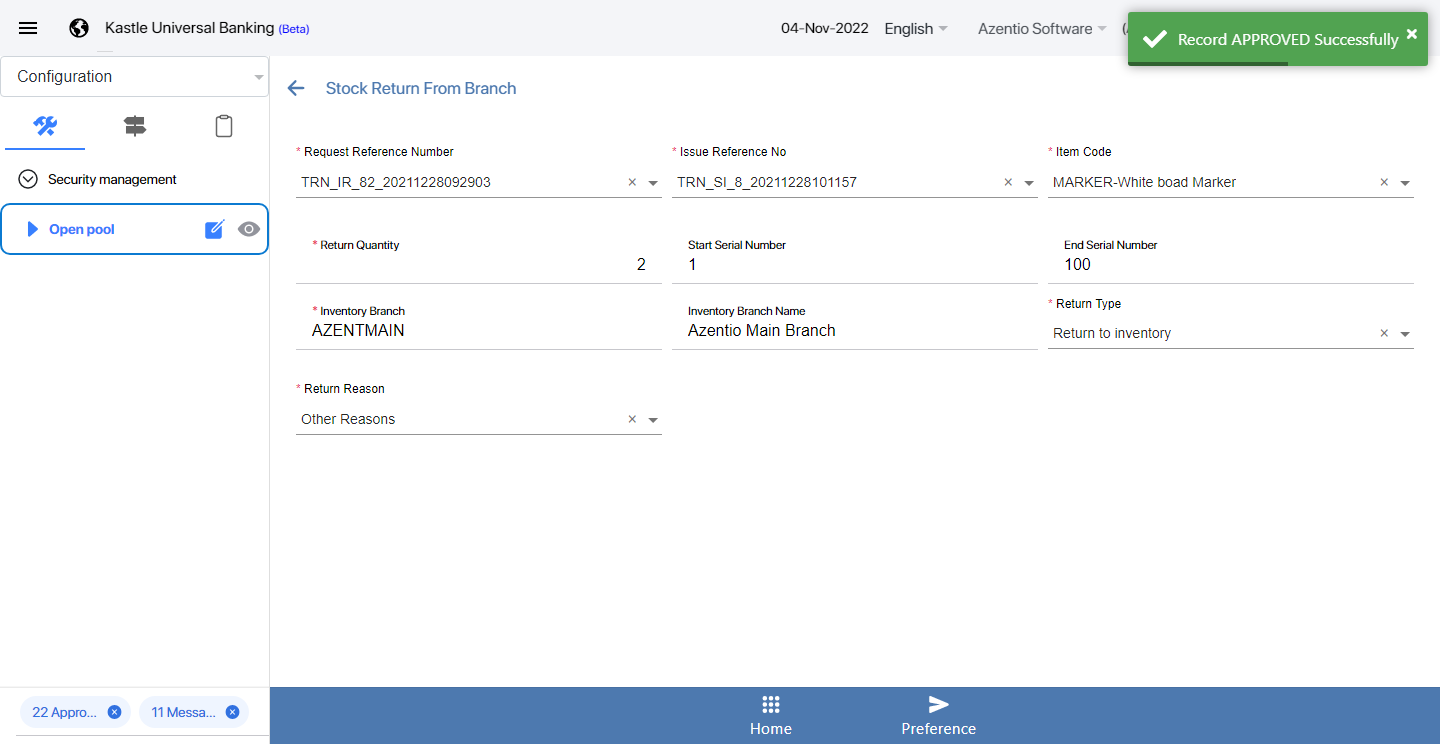 Kastle Universal Banking (Beta)
04-Nov-2022
English
Azentio Software
Record APPROVED Successfully
Configuration
Stock Return From Branch
Security management
Open pool
* Request Reference Number
TRN_IR_82_20211228092903
* Issue Reference No
TRN_SI_8_20211228101157
* Item Code
MARKER-White boad Marker
* Return Quantity
2
Start Serial Number
1
End Serial Number
100
* Inventory Branch
AZENTMAIN
Inventory Branch Name
Azentio Main Branch
* Return Type
Return to inventory
* Return Reason
Other Reasons
22 Appro...
11 Messa...
Home
Preference